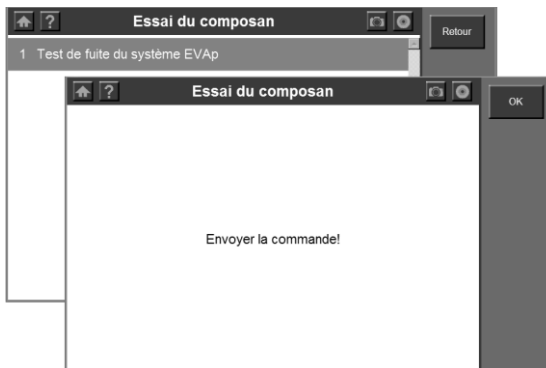 Essai du composan
Retour
1 Test de fuite du système EVAp
Essai du composan
OK
Envoyer la commande!